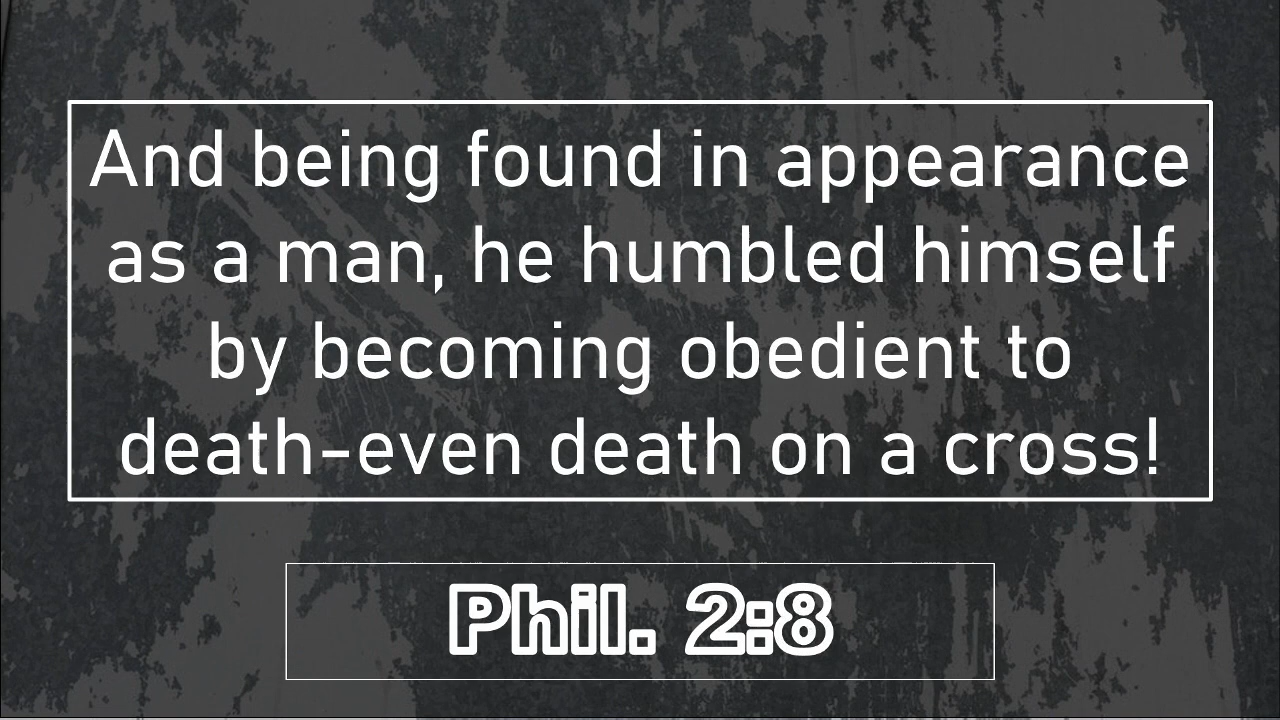 And being found in appearance
as a man, he humbled himself
by becoming obedient to
death-even death on a cross!
Phil. 2:8